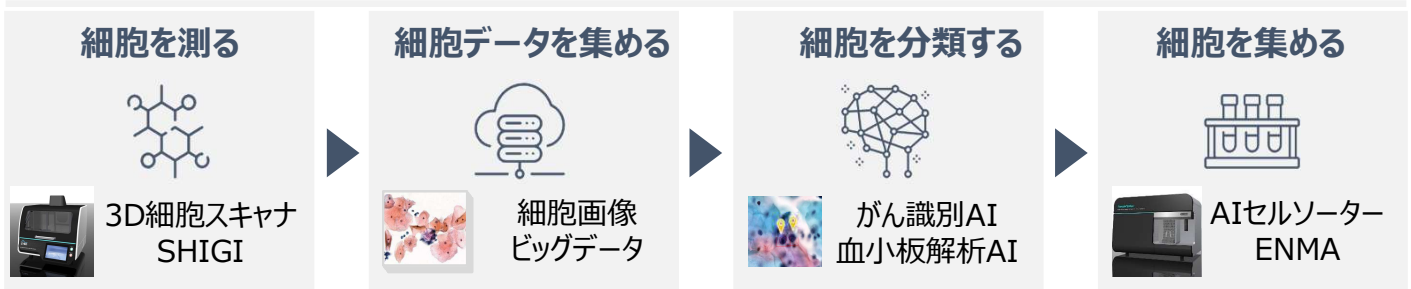 細胞を測る
3D細胞スキャナ
SHIGI
細胞データを集める
細胞画像
ビッグデータ
細胞を分類する
がん識別AI
血小板解析AI
細胞を集める
AIセルソーター
ENMA